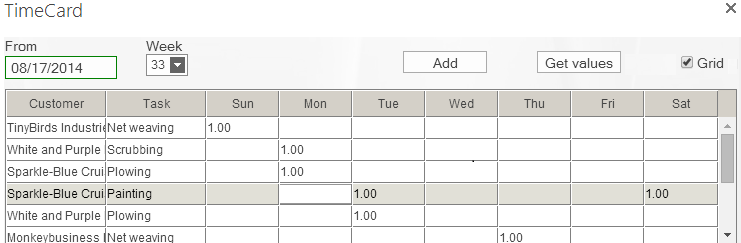 TimeCard
From Week
08/17/2014 33 Add Get values Grid
Customer Task Sun Mon Tue Wed Thu Fri Sat
TinyBirds Industrie Net weaving 1.00
White and Purple Scrubbing 1.00
Sparkle-Blue Crui Plowing 1.00
Sparkle-Blue Crui Painting 1.00 1.00
White and Purple Plowing 1.00
Monkeybusiness Net weaving 1.00